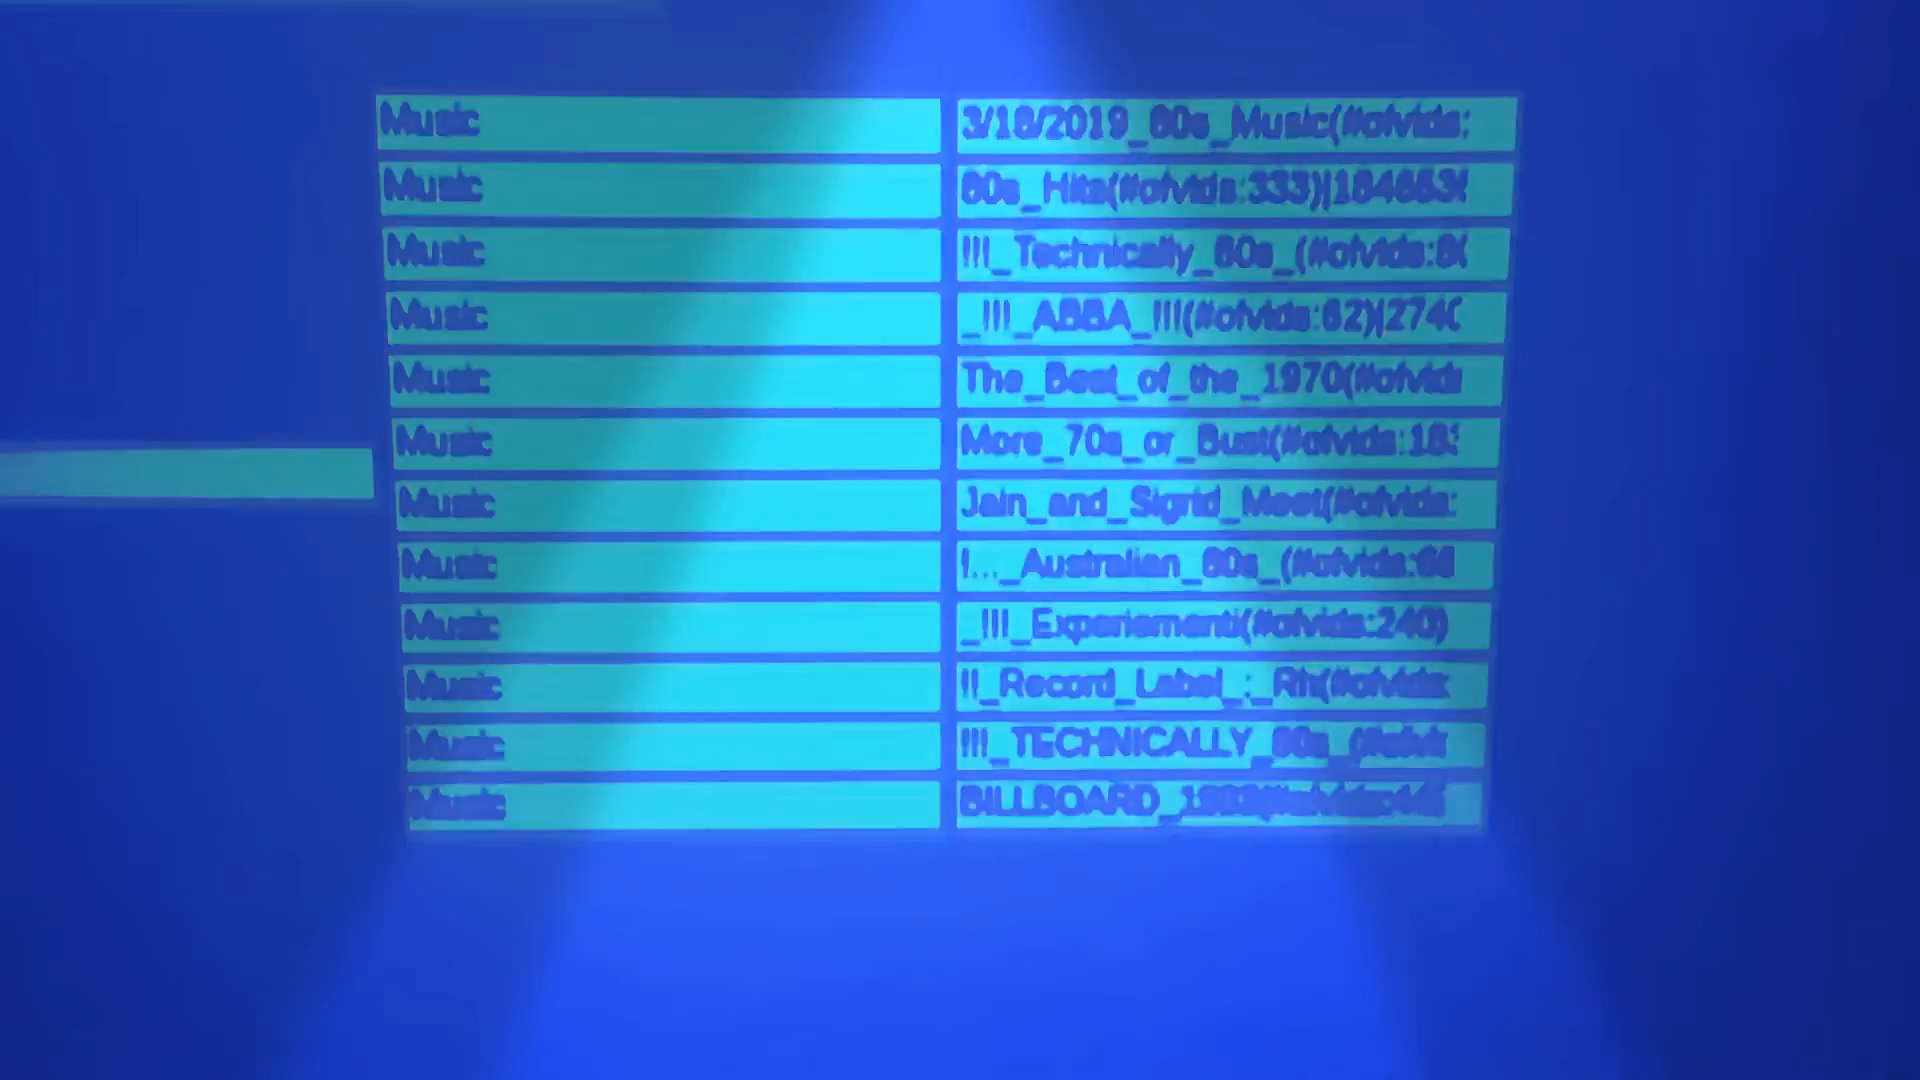 Music 3/18/2019_80s_Music(#ofvids:
Music 80s_Hits(#ofvids:333)|184653
Music !!!_Technically_80s_(#ofvids:
Music _!!!_ABBA_!!!(#ofvids:62)|274
Music The_Best_of_the_1970(#ofvids
Music More_70s_or_Bust(#ofvids:18
Music Jain_and_Sigrid_Meet(#ofvids:
Music !..._Australian_80s_(#ofvids:
Music _!!!_Experiementi(#ofvids:240)
Music !!_Record_Label_:_Rh(#ofvids:
Music !!!_TECHNICALLY_80s_(#ofvi
Music BILLBOARD_